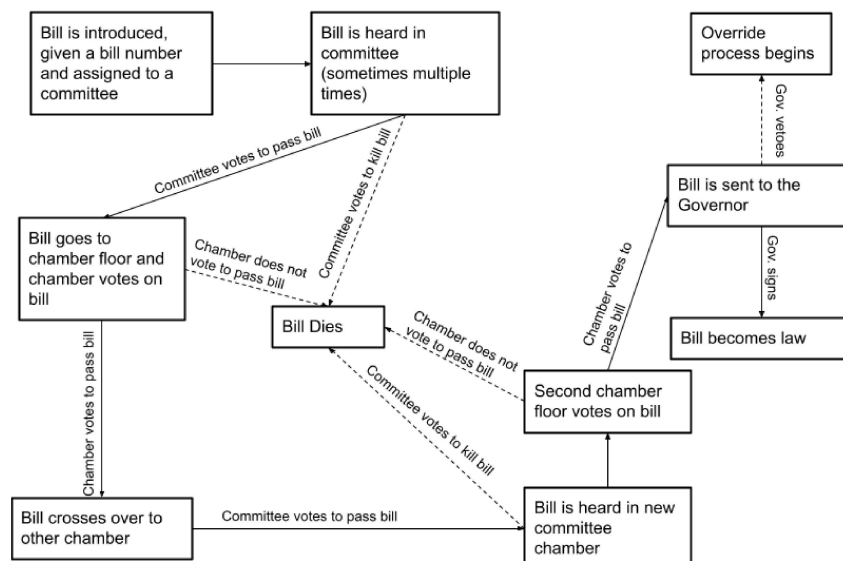 Bill is introduced,
given a bill number
and assigned to a
committee
Bill is heard in
committee
(sometimes multiple
times)
Override
process begins
Gov. vetoes
Committee votes to pass bill
Committee votes to kill bill
Bill is sent to the
Governor
Bill goes to
chamber floor and
chamber votes on
bill
Chamber does not
vote to pass bill
Gov. signs
Bill Dies
Chamber does not
vote to pass bill
Chamber votes to
pass bill
Bill becomes law
Chamber votes to pass bill
Committee votes to kill bill
Second chamber
floor votes on bill
Bill crosses over to
other chamber
Committee votes to pass bill
Bill is heard in new
committee
chamber